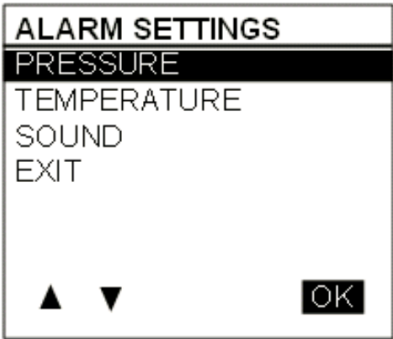 ALARM SETTINGS
PRESSURE
TEMPERATURE
SOUND
EXIT
▲ ▼ OK